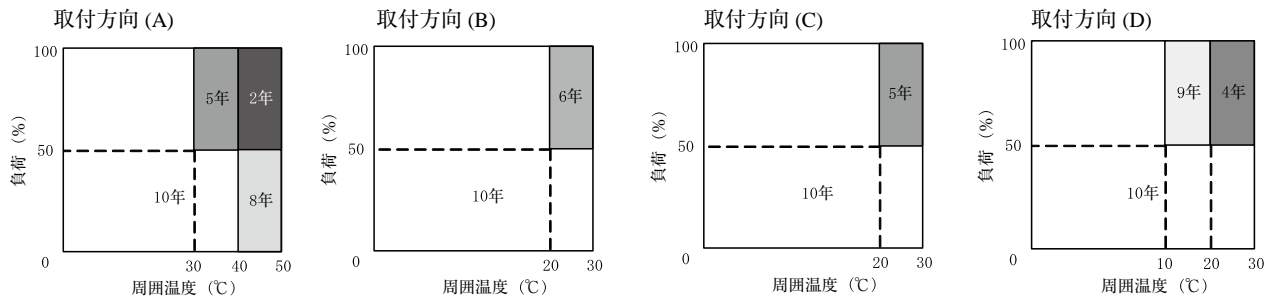 取付方向 (A)
100
5年
2年
負荷 (%)
50
10年
8年
0
30
40
50
周囲温度 (℃)
取付方向 (B)
100
6年
負荷 (%)
50
10年
0
20
30
周囲温度 (℃)
取付方向 (C)
100
5年
負荷 (%)
50
10年
0
20
30
周囲温度 (℃)
取付方向 (D)
100
9年
4年
負荷 (%)
50
10年
0
10
20
30
周囲温度 (℃)